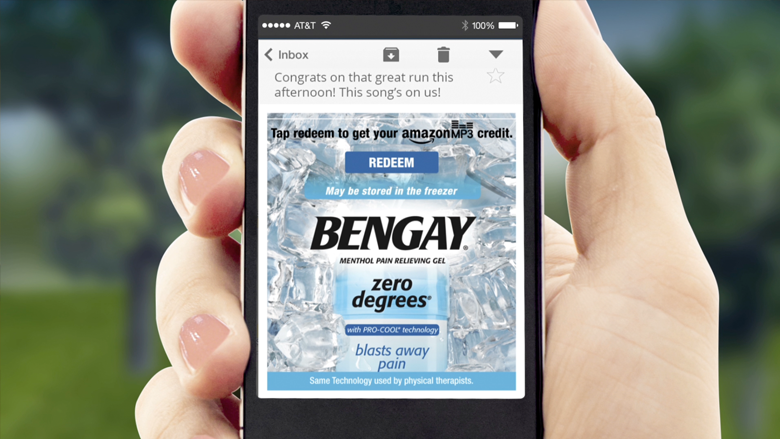 AT&T 100%
Inbox
Congrats on that great run this
afternoon! This song's on us!
Tap redeem to get your amazonMP3 credit.
REDEEM
May be stored in the freezer
BENGAY®
MENTHOL PAIN RELIEVING GEL
zero
degrees®
with PRO-COOL® technology
blasts away
pain
Same Technology used by physical therapists.